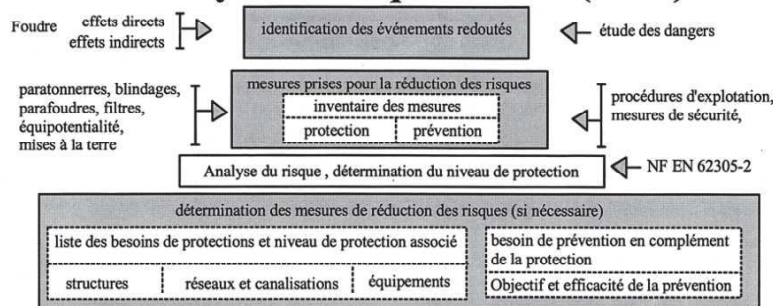 Foudre
effets directs
effets indirects
identification des événements redoutés
étude des dangers
paratonnerres, blindages,
parafoudres, filtres,
équipotentialité,
mises à la terre
mesures prises pour la réduction des risques
inventaire des mesures
protection
prévention
procédures d'explotation,
mesures de sécurité,
Analyse du risque , détermination du niveau de protection
NF EN 62305-2
détermination des mesures de réduction des risques (si nécessaire)
liste des besoins de protections et niveau de protection associé
structures
réseaux et canalisations
équipements
besoin de prévention en complément
de la protection
Objectif et efficacité de la prévention